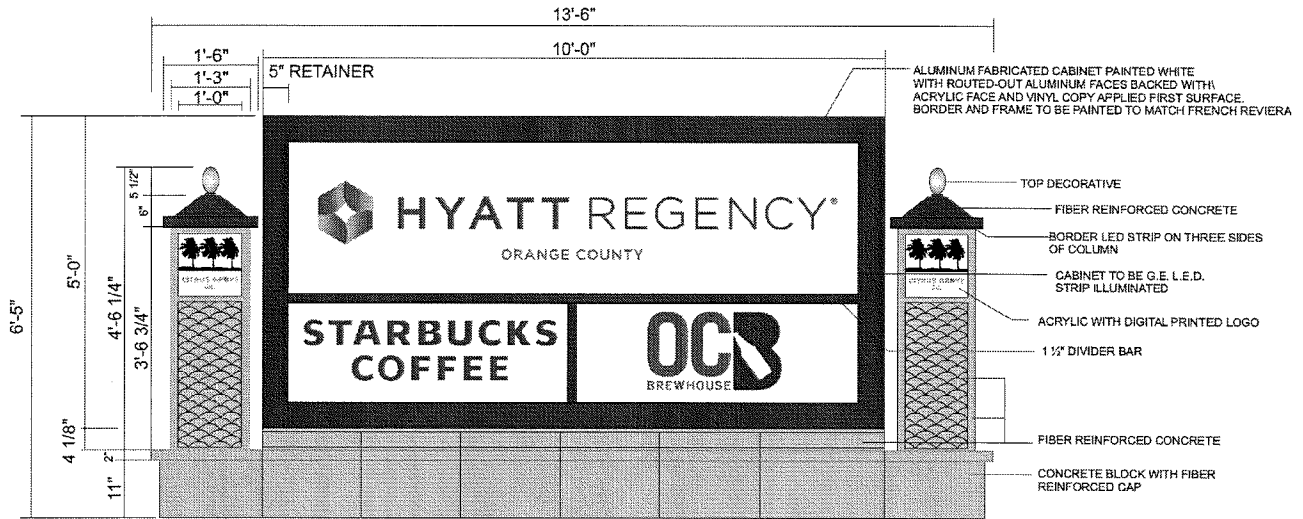 13'-6"
10'-0"
1'-6"
1'-3"
1'-0"
5" RETAINER
ALUMINUM FABRICATED CABINET PAINTED WHITE
WITH ROUTED-OUT ALUMINUM FACES BACKED WITH\
ACRYLIC FACE AND VINYL COPY APPLIED FIRST SURFACE.
BORDER AND FRAME TO BE PAINTED TO MATCH FRENCH REVIERA
6'-5"
5'-0"
4'-6 1/4"
3'-6 3/4"
5 1/2"
6"
4 1/8"
2"
11"
HYATT REGENCY®
ORANGE COUNTY
STARBUCKS
COFFEE
OCB
BREWHOUSE
TOP DECORATIVE
FIBER REINFORCED CONCRETE
BORDER LED STRIP ON THREE SIDES
OF COLUMN
CABINET TO BE G.E. L.E.D.
STRIP ILLUMINATED
ACRYLIC WITH DIGITAL PRINTED LOGO
1 ½" DIVIDER BAR
FIBER REINFORCED CONCRETE
CONCRETE BLOCK WITH FIBER
REINFORCED CAP